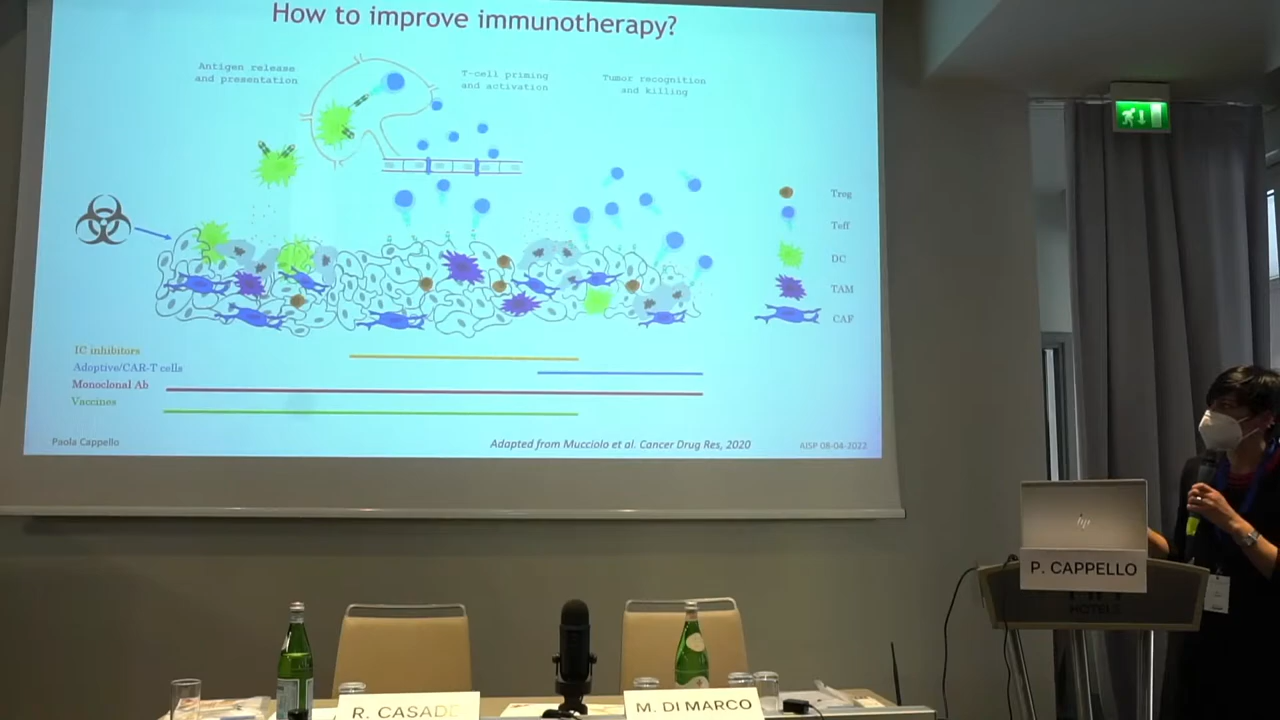 How to improve immunotherapy?
Antigen release
and presentation
T-cell priming
and activation
Tumor recognition
and killing
Treg
Teff
DC
TAM
CAF
IC inhibitors
Adoptive/CAR-T cells
Monoclonal Ab
Vaccines
Paola Cappello
Adapted from Mucciolo et al. Cancer Drug Res, 2020
AISP 08-04-2022
hp
P. CAPPELLO
HOTELS
R. CASADE
M. DI MARCO